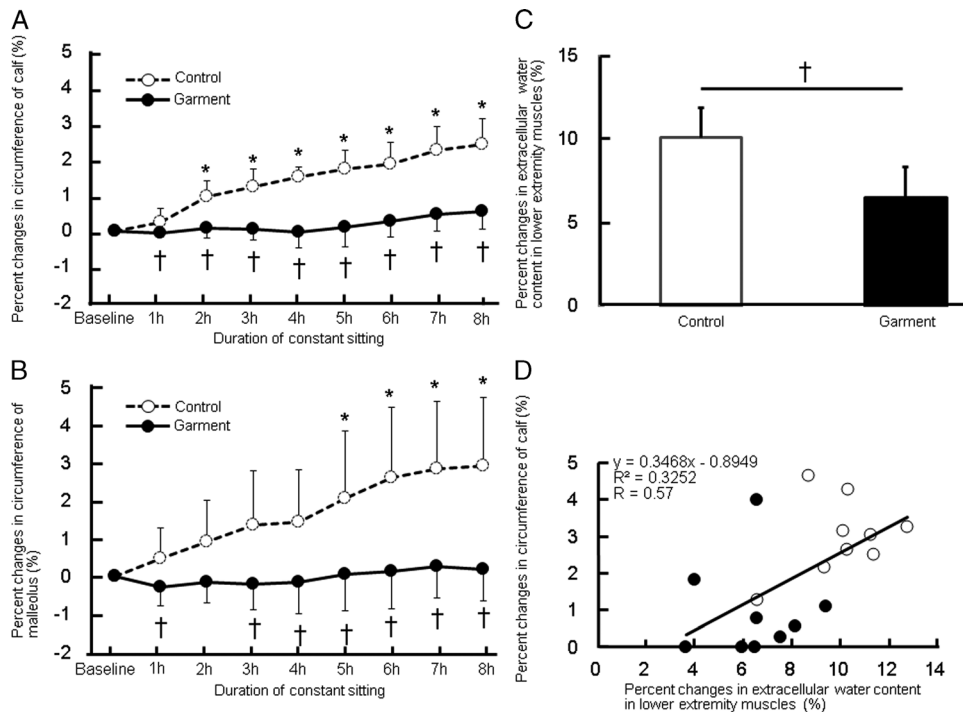 A
Percent changes in circumference of calf (%)
5
4
3
2
1
0
-1
-2
Control
Garment
* * * * * * *
† † † † † † † †
Baseline 1h 2h 3h 4h 5h 6h 7h 8h
Duration of constant sitting
B
Percent changes in circumference of
malleolus (%)
5
4
3
2
1
0
-1
-2
Control
Garment
* * * *
† † † † † † †
Baseline 1h 2h 3h 4h 5h 6h 7h 8h
Duration of constant sitting
C
Percent changes in extracellular water
content in lower extremity muscles (%)
15
10
5
0
†
Control Garment
D
Percent changes in circumference of calf (%)
5
4
3
2
1
0
y = 0.3468x - 0.8949
R² = 0.3252
R = 0.57
0 2 4 6 8 10 12 14
Percent changes in extracellular water content
in lower extremity muscles (%)